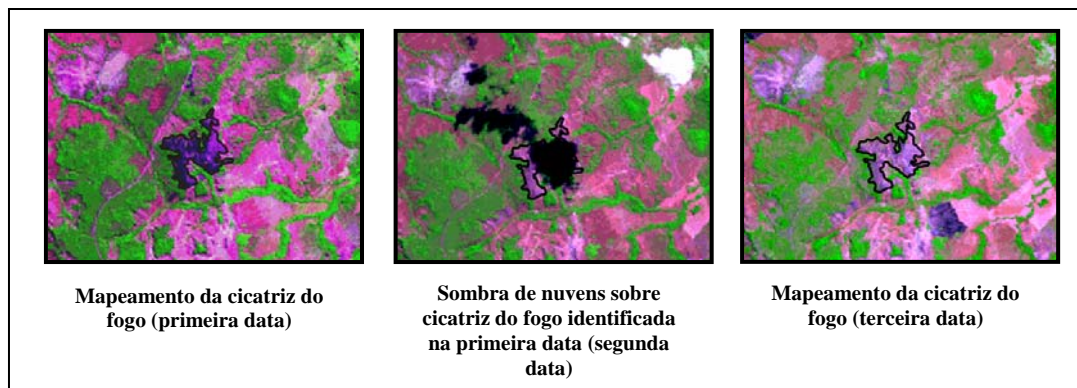 Mapeamento da cicatriz do
fogo (primeira data)
Sombra de nuvens sobre
cicatriz do fogo identificada
na primeira data (segunda
data)
Mapeamento da cicatriz do
fogo (terceira data)